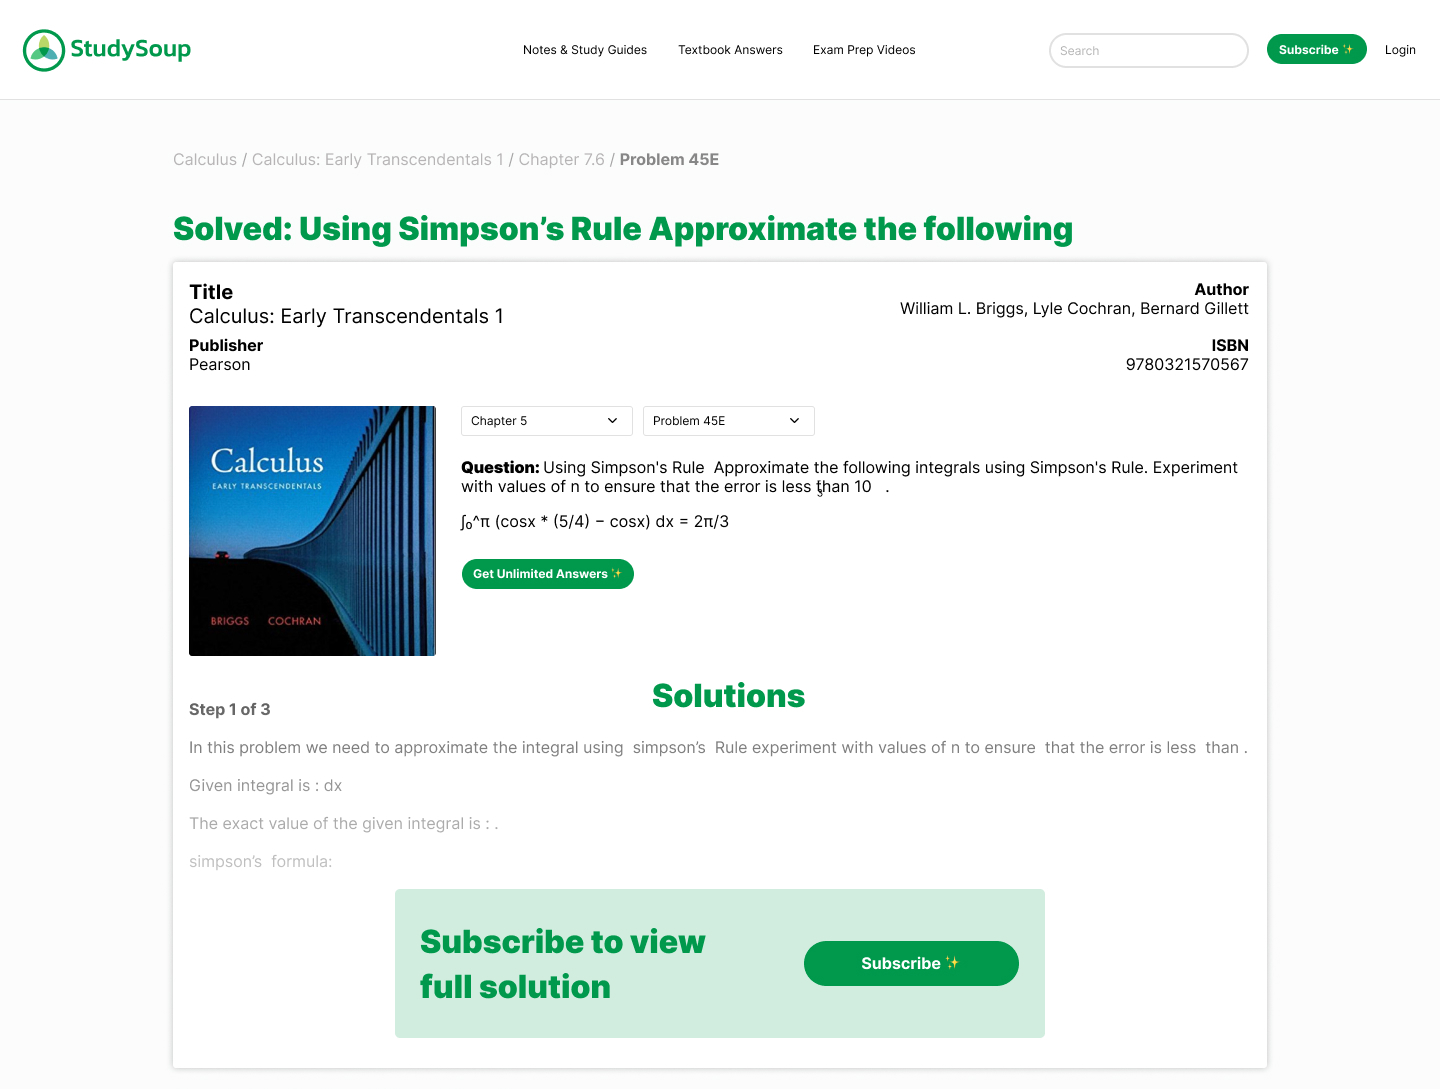 StudySoup
Notes & Study Guides Textbook Answers Exam Prep Videos
Search
Subscribe ✨ Login
Calculus / Calculus: Early Transcendentals 1 / Chapter 7.6 / Problem 45E
Solved: Using Simpson’s Rule Approximate the following
Title
Calculus: Early Transcendentals 1
Author
William L. Briggs, Lyle Cochran, Bernard Gillett
Publisher
Pearson
ISBN
9780321570567
Calculus
EARLY TRANSCENDENTALS
BRIGGS COCHRAN
Chapter 5
Problem 45E
Question: Using Simpson's Rule  Approximate the following integrals using Simpson's Rule. Experiment
with values of n to ensure that the error is less than 10   .
3
∫₀^π (cosx * (5/4) − cosx) dx = 2π/3
Get Unlimited Answers ✨
Solutions
Step 1 of 3
In this problem we need to approximate the integral using  simpson’s  Rule experiment with values of n to ensure  that the error is less  than .
Given integral is : dx
The exact value of the given integral is : .
simpson’s  formula:
Subscribe to view
full solution
Subscribe ✨